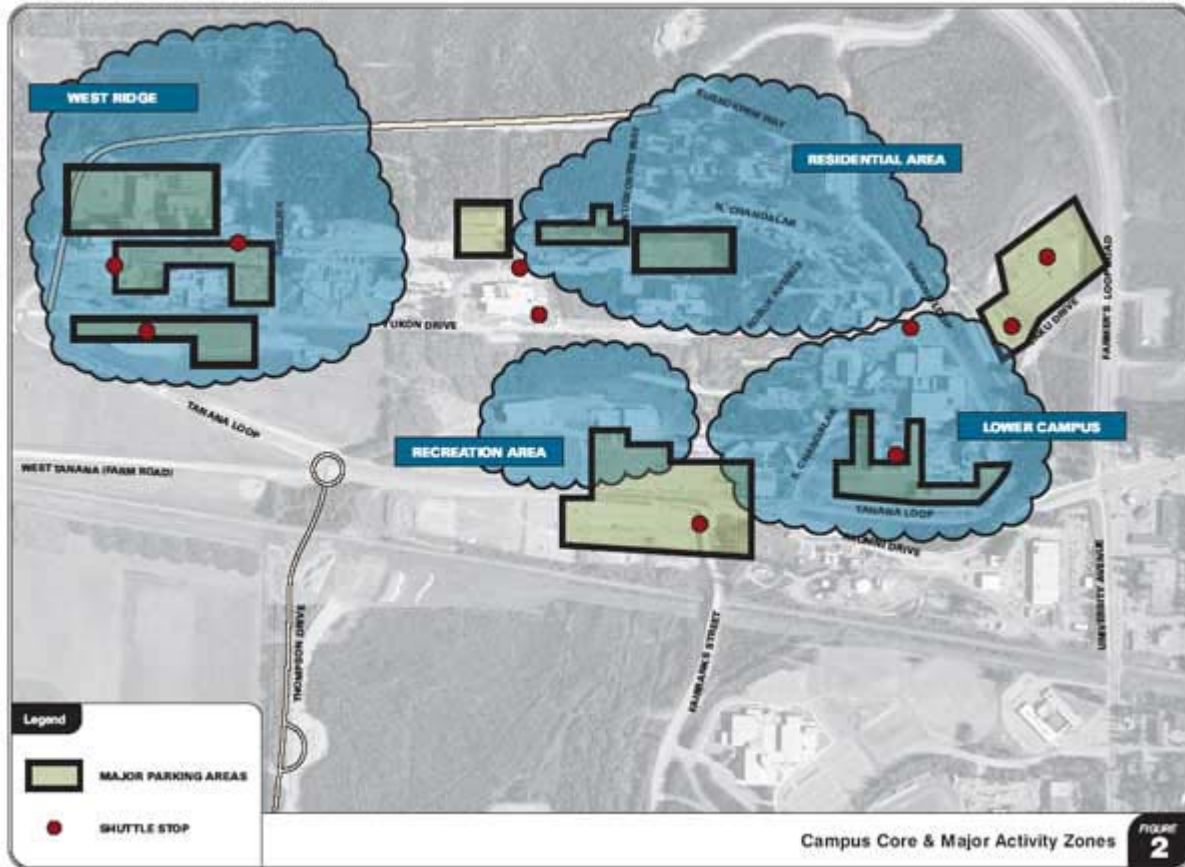 WEST RIDGE
RESIDENTIAL AREA
N. CHANDALAR
YUKON DRIVE
FARMER'S LOOP ROAD
TANANA LOOP
RECREATION AREA
LOWER CAMPUS
WEST TANANA (FARM ROAD)
S. CHANDALAR
TANANA LOOP
THOMPSON DRIVE
FAIRBANKS STREET
UNIVERSITY AVENUE
Legend
MAJOR PARKING AREAS
SHUTTLE STOP
Campus Core & Major Activity Zones
FIGURE
2